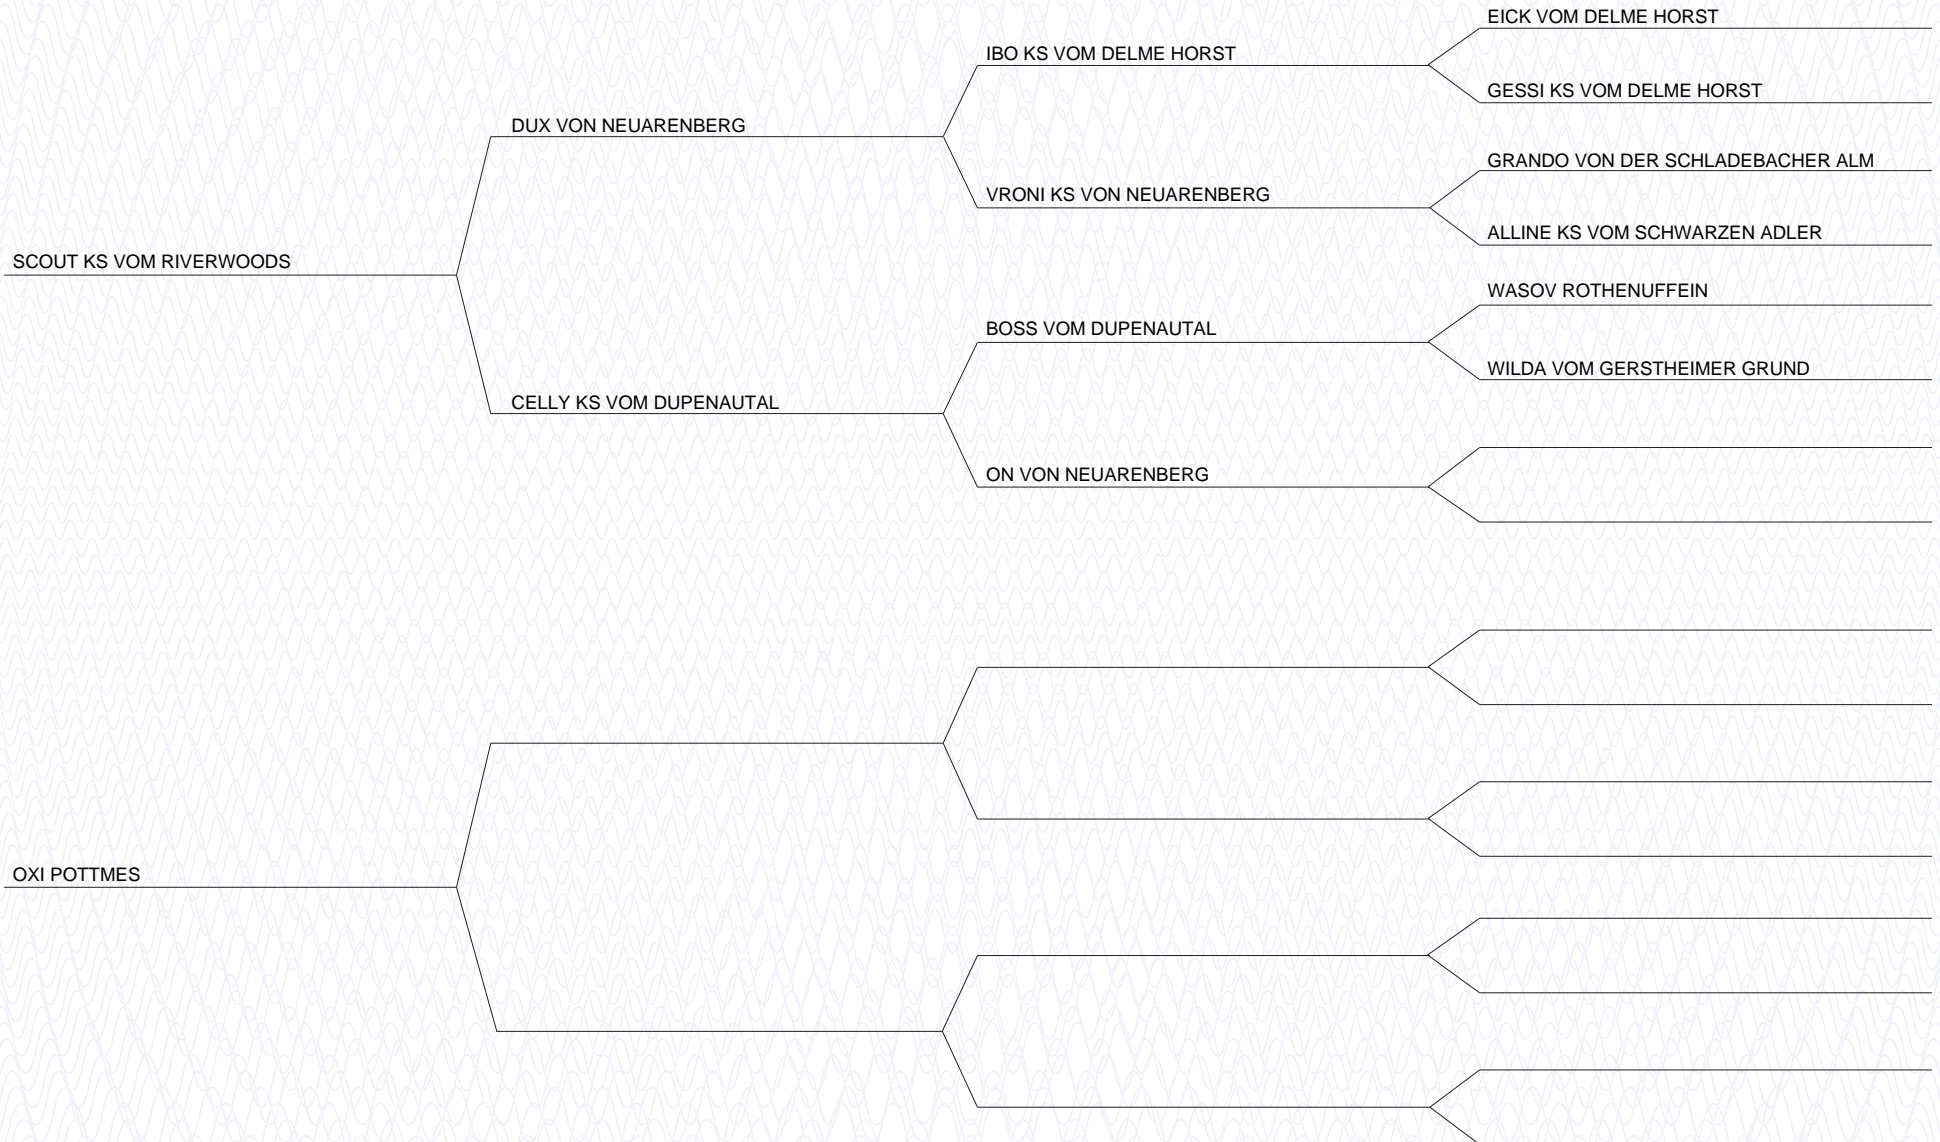 EICK VOM DELME HORST
IBO KS VOM DELME HORST
GESSI KS VOM DELME HORST
DUX VON NEUARENBERG
GRANDO VON DER SCHLADEBACHER ALM
VRONI KS VON NEUARENBERG
ALLINE KS VOM SCHWARZEN ADLER
SCOUT KS VOM RIVERWOODS
WASOV ROTHENUFFEIN
BOSS VOM DUPENAUTAL
WILDA VOM GERSTHEIMER GRUND
CELLY KS VOM DUPENAUTAL
ON VON NEUARENBERG
OXI POTTMES